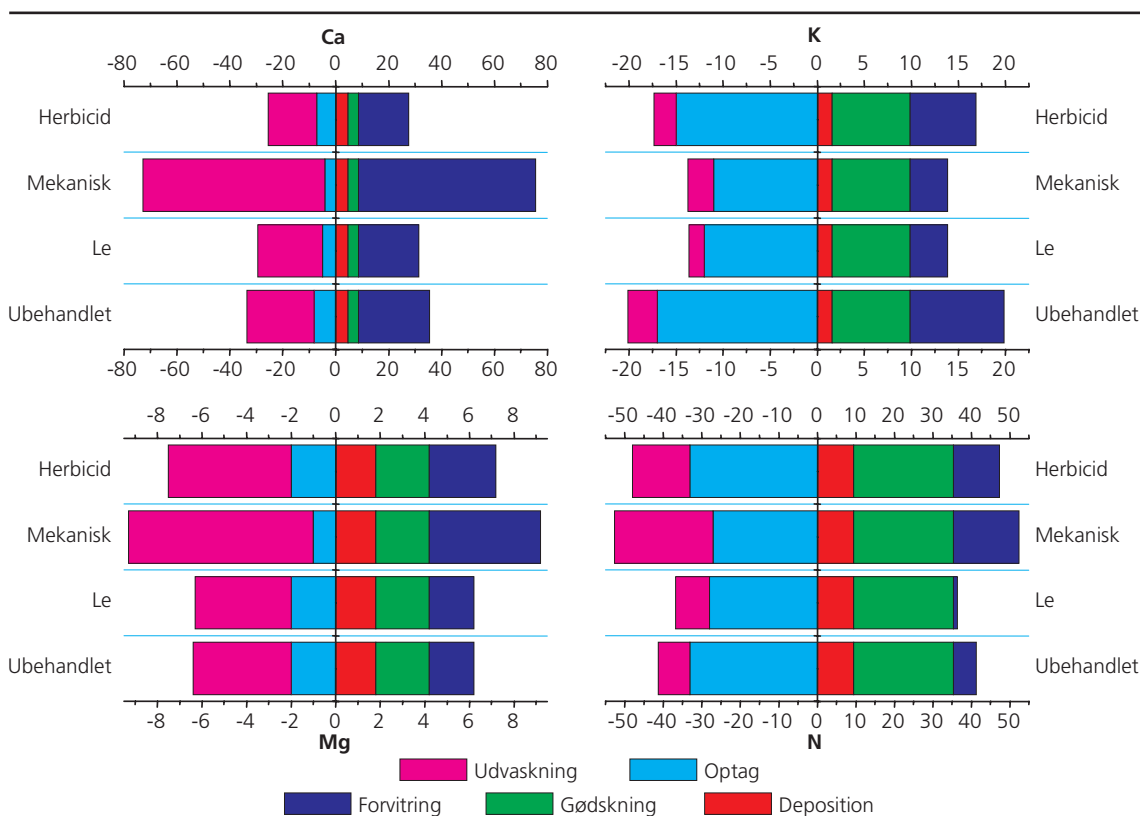 Ca
-80 -60 -40 -20 0 20 40 60 80
Herbicid
Mekanisk
Le
Ubehandlet
-80 -60 -40 -20 0 20 40 60 80
K
-20 -15 -10 -5 0 5 10 15 20
Herbicid
Mekanisk
Le
Ubehandlet
-20 -15 -10 -5 0 5 10 15 20
-8 -6 -4 -2 0 2 4 6 8
Herbicid
Mekanisk
Le
Ubehandlet
-8 -6 -4 -2 0 2 4 6 8
Mg
-50 -40 -30 -20 -10 0 10 20 30 40 50
Herbicid
Mekanisk
Le
Ubehandlet
-50 -40 -30 -20 -10 0 10 20 30 40 50
N
Udvaskning Optag
Forvitring Gødskning Deposition